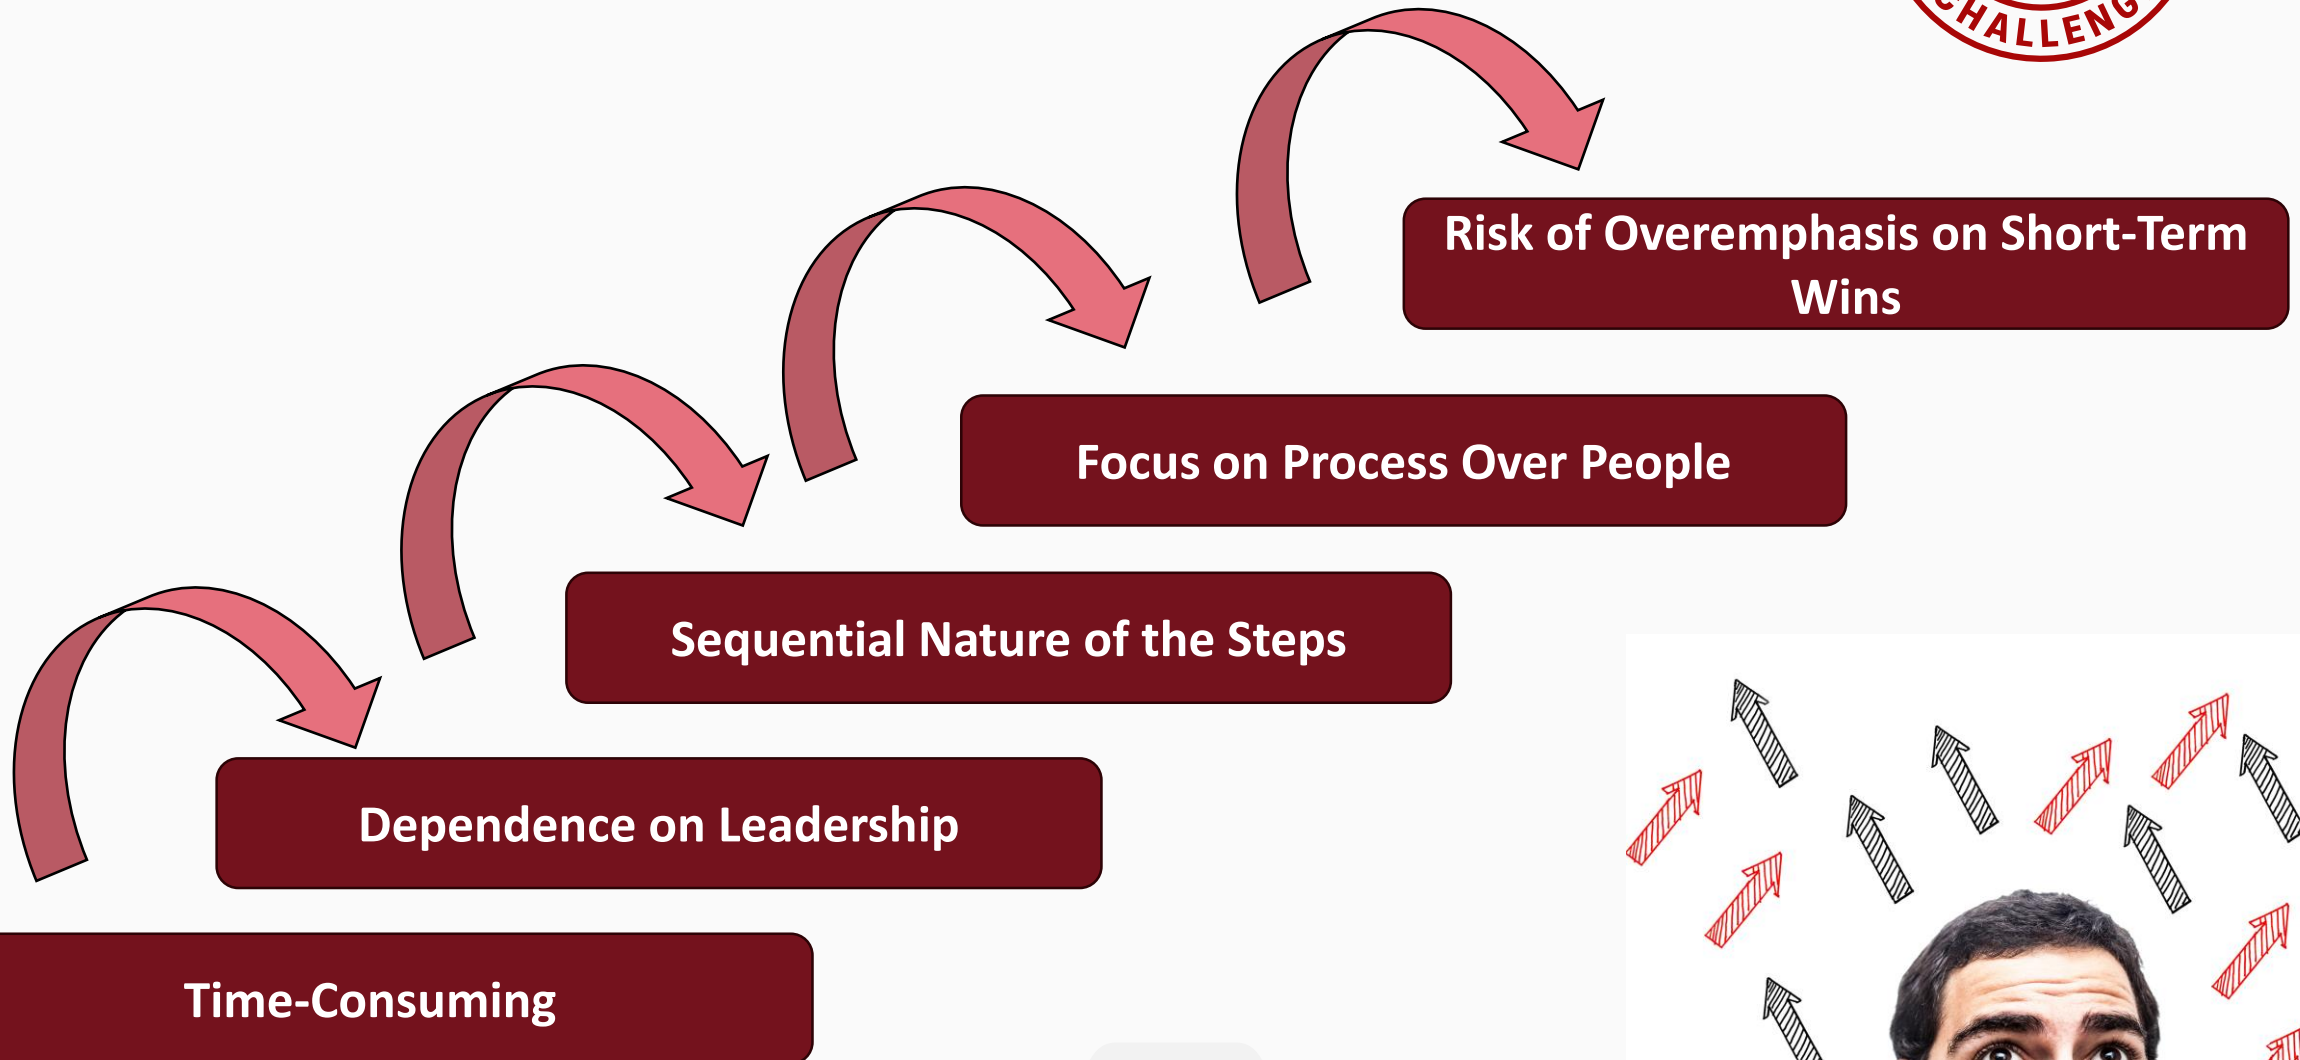 CHALLENG
Risk of Overemphasis on Short-Term
Wins
Focus on Process Over People
Sequential Nature of the Steps
Dependence on Leadership
Time-Consuming